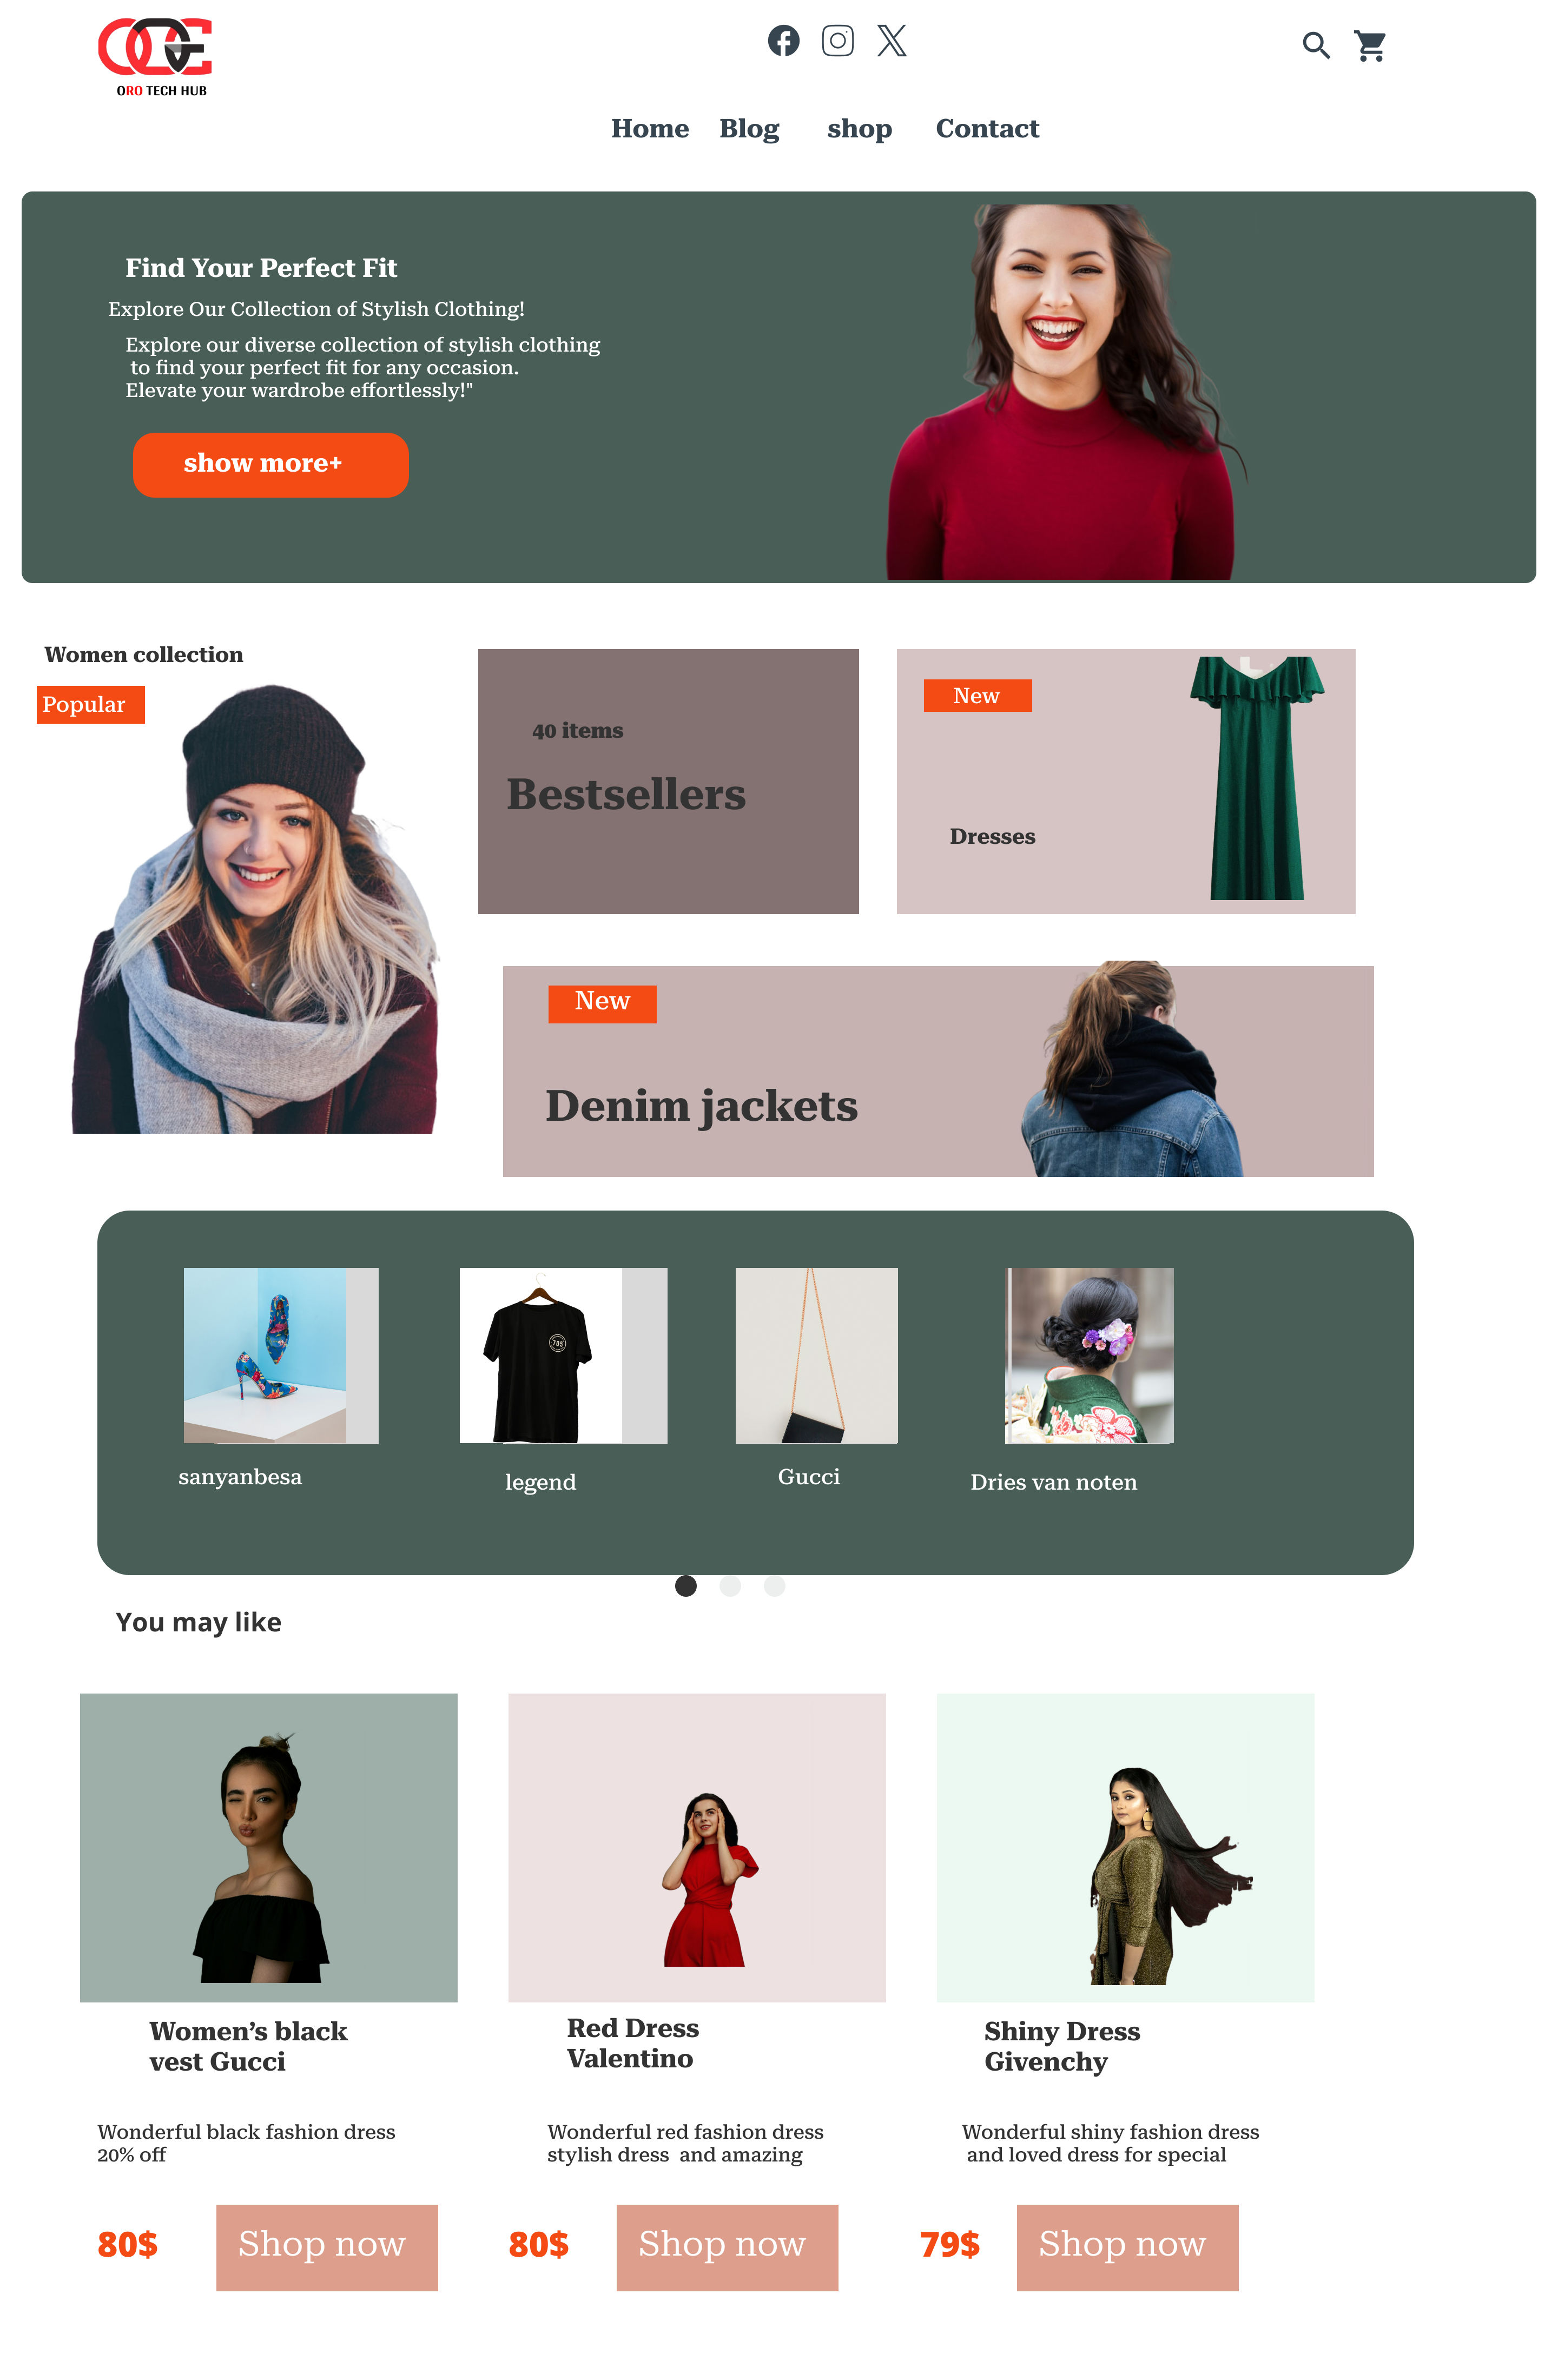 ORO TECH HUB
Home Blog shop Contact
Find Your Perfect Fit
Explore Our Collection of Stylish Clothing!
Explore our diverse collection of stylish clothing
to find your perfect fit for any occasion.
Elevate your wardrobe effortlessly!"
show more+
Women collection
Popular
40 items
Bestsellers
New
Dresses
New
Denim jackets
705
sanyanbesa
legend
Gucci
Dries van noten
You may like
Women’s black
vest Gucci
Red Dress
Valentino
Shiny Dress
Givenchy
Wonderful black fashion dress
20% off
Wonderful red fashion dress
stylish dress and amazing
Wonderful shiny fashion dress
and loved dress for special
80$
Shop now
80$
Shop now
79$
Shop now